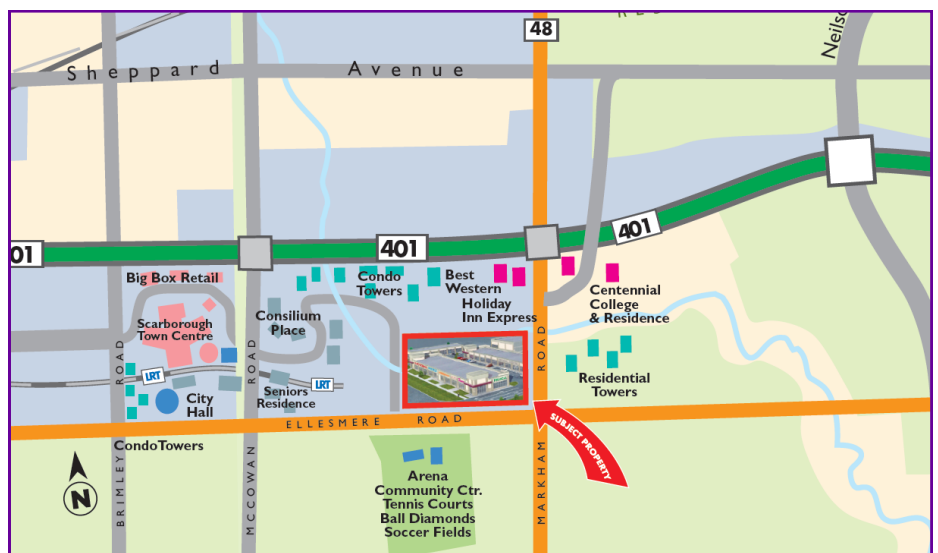 48
Neilso
Sheppard Avenue
01
401
401
Big Box Retail
Condo
Towers
Best
Western
Holiday
Inn Express
Centennial
College
& Residence
Scarborough
Town Centre
Consilium
Place
LRT
LRT
City
Hall
Seniors
Residence
Residential
Towers
BRIMLEY ROAD
MCCOWAN ROAD
MARKHAM ROAD
ELLESMERE ROAD
SUBJECT PROPERTY
CondoTowers
N
Arena
Community Ctr.
Tennis Courts
Ball Diamonds
Soccer Fields